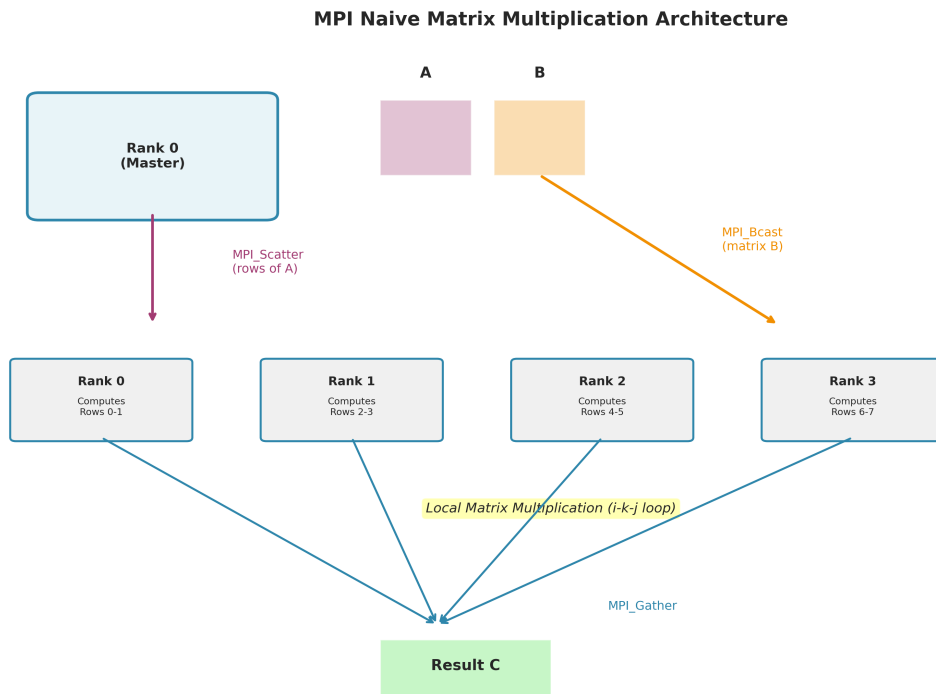 MPI Naive Matrix Multiplication Architecture
A
B
Rank 0
(Master)
MPI_Scatter
(rows of A)
MPI_Bcast
(matrix B)
Rank 0
Computes
Rows 0-1
Rank 1
Computes
Rows 2-3
Rank 2
Computes
Rows 4-5
Rank 3
Computes
Rows 6-7
Local Matrix Multiplication (i-k-j loop)
MPI_Gather
Result C